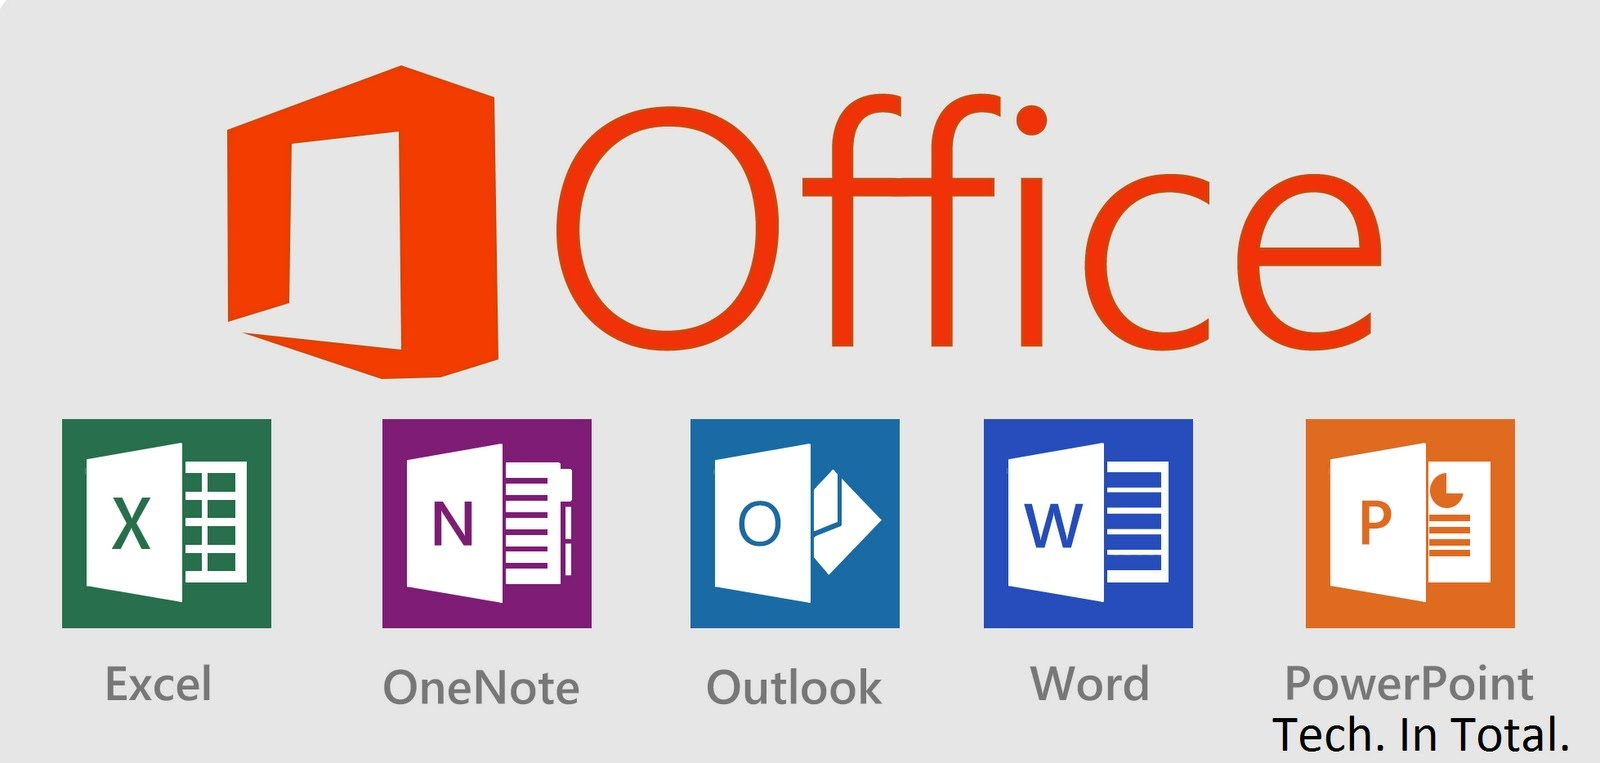 Office
X N O W P
Excel OneNote Outlook Word PowerPoint
Tech. In Total.